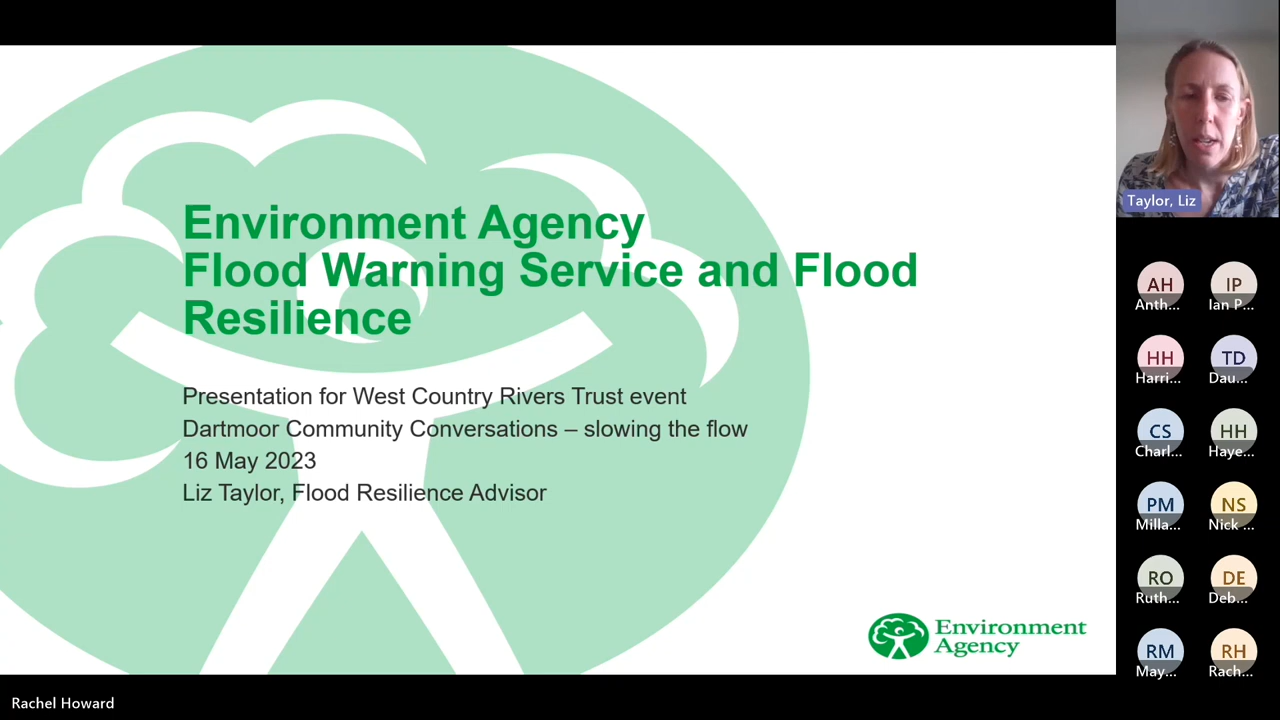 Environment Agency
Flood Warning Service and Flood
Resilience
Presentation for West Country Rivers Trust event
Dartmoor Community Conversations – slowing the flow
16 May 2023
Liz Taylor, Flood Resilience Advisor
Environment
Agency
Rachel Howard
Taylor, Liz
AH
Anth...
IP
Ian P...
HH
Harri...
TD
Dau...
CS
Charl...
HH
Haye...
PM
Milla...
NS
Nick ...
RO
Ruth...
DE
Deb...
RM
May...
RH
Rach...